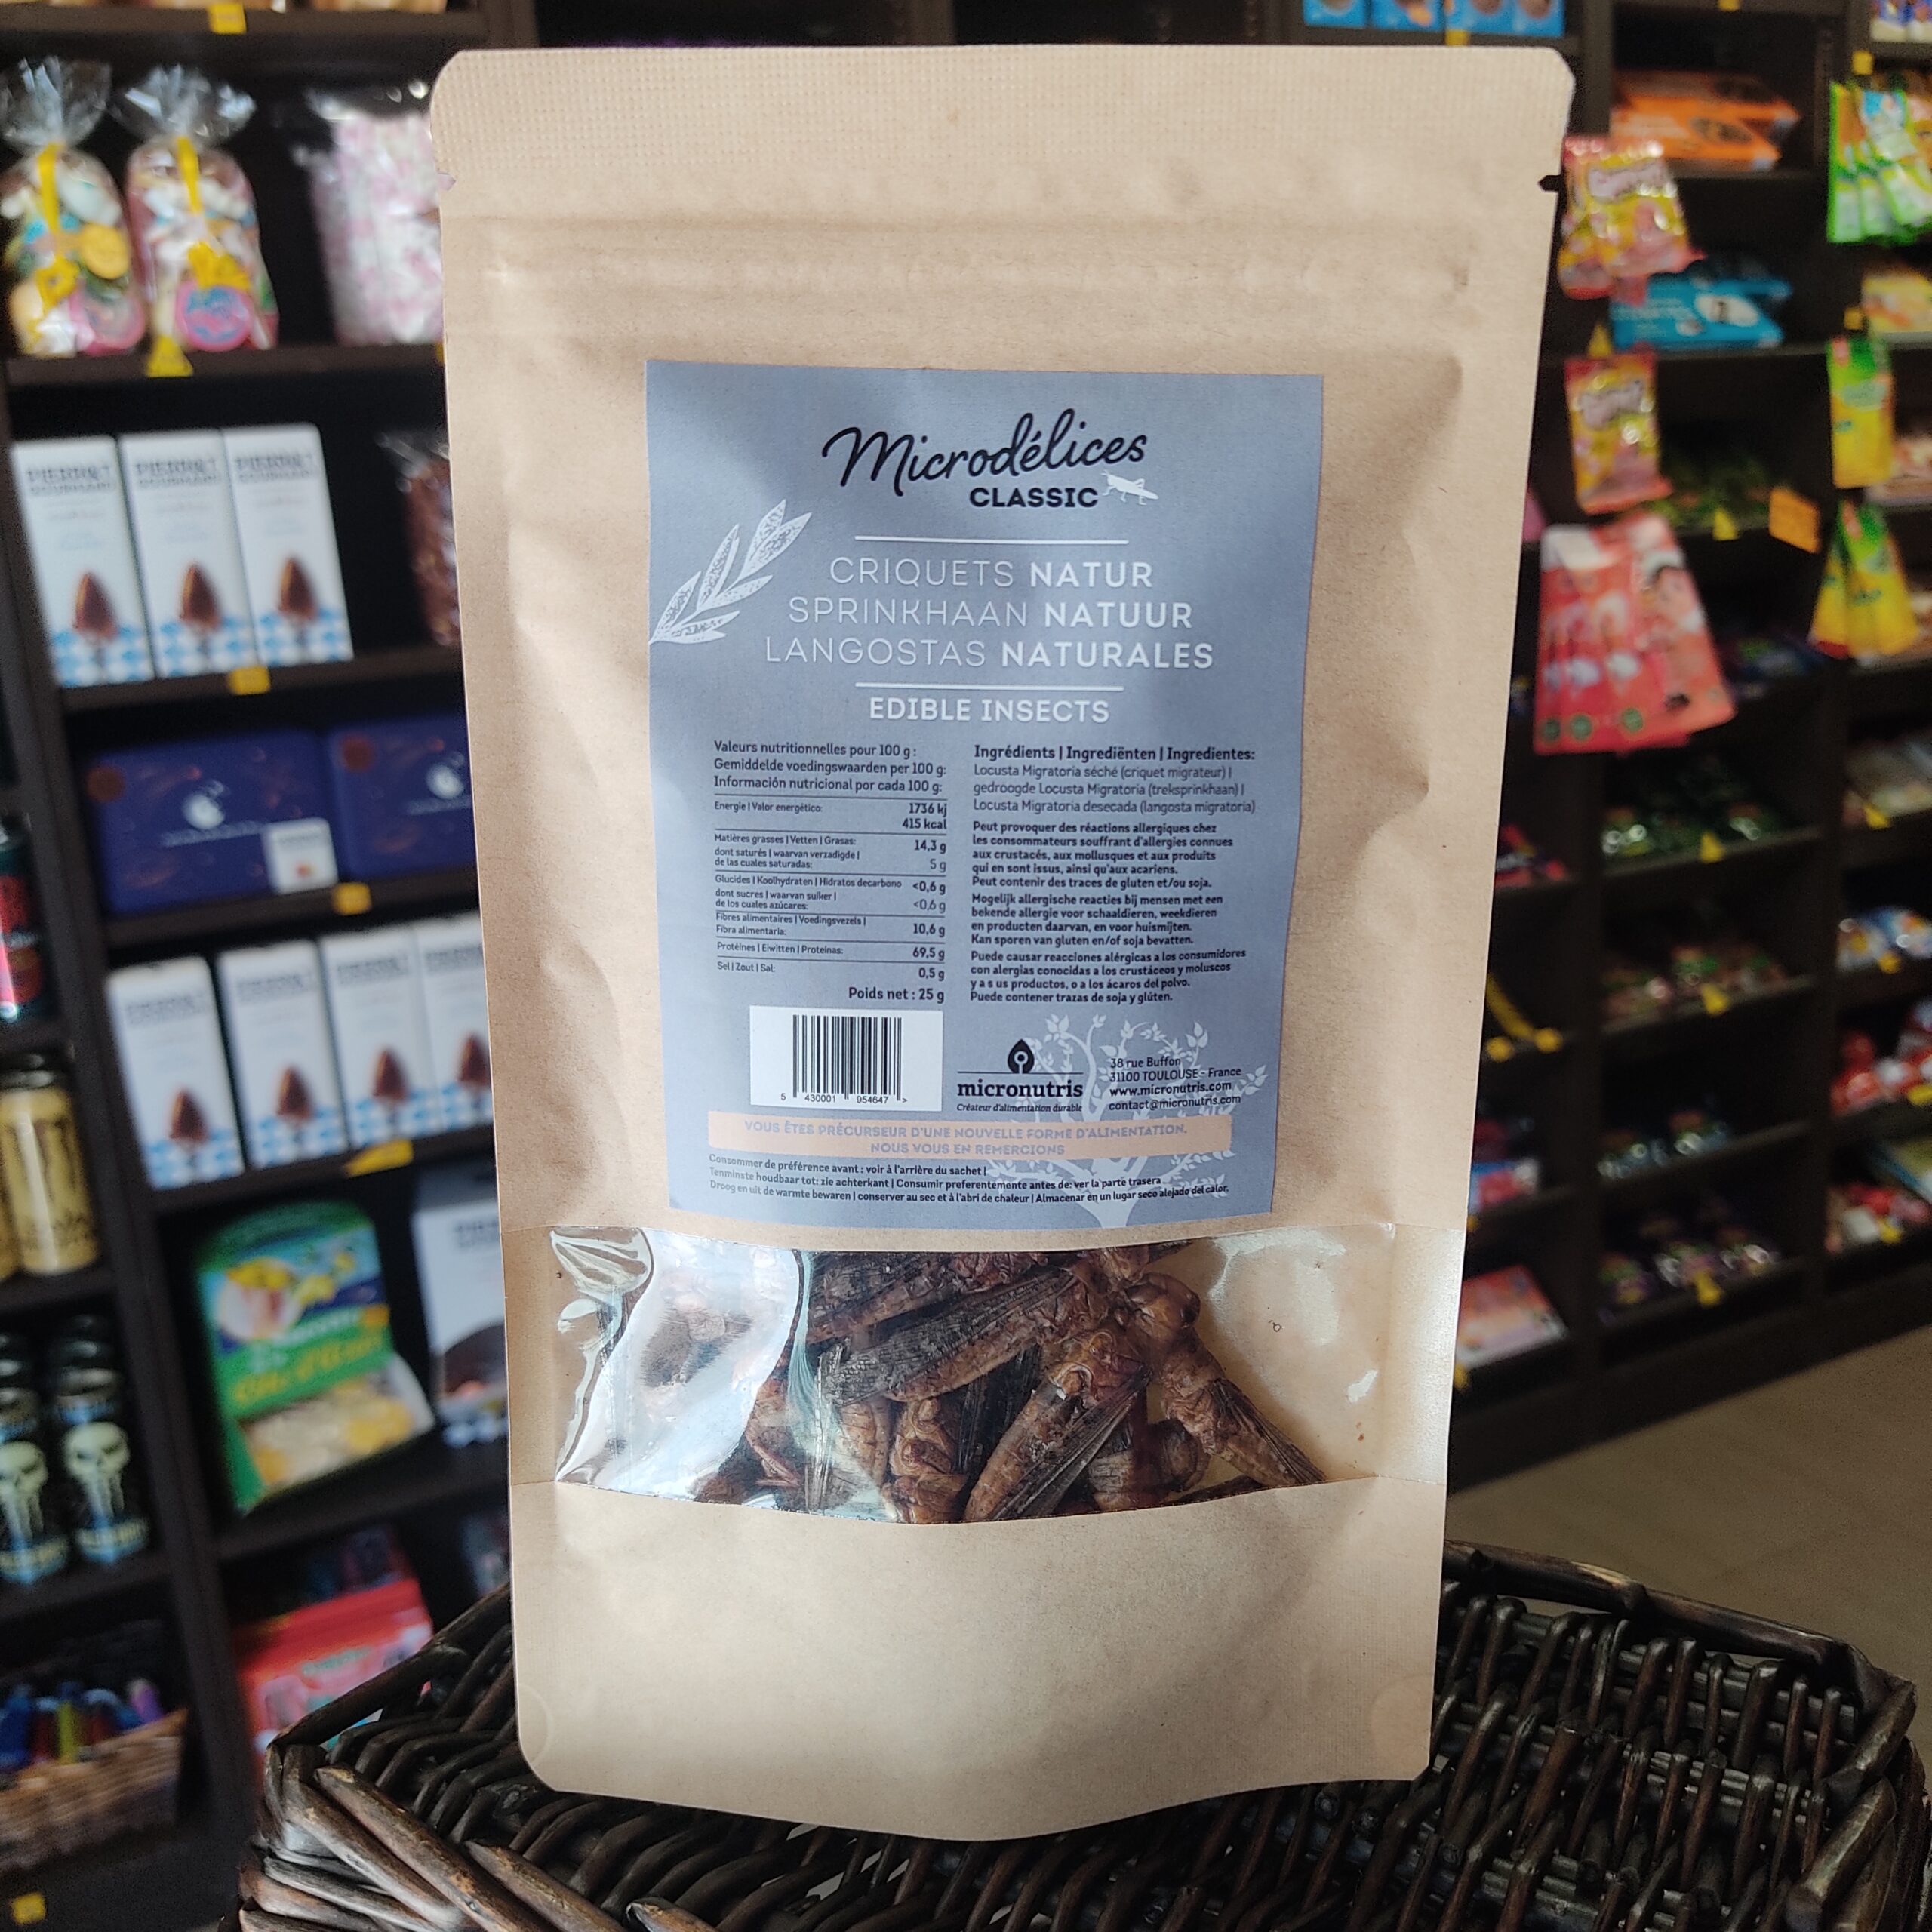 Microdélices
CLASSIC
CRIQUETS NATUR
SPRINKHAAN NATUUR
LANGOSTAS NATURALES
EDIBLE INSECTS
Valeurs nutritionnelles pour 100 g :
Gemiddelde voedingswaarden per 100 g:
Información nutricional por cada 100 g:
Energie | Valor energético: 1736 kj
415 kcal
Matières grasses | Vetten | Grasas: 14,3 g
dont saturés | waarvan verzadigde |
de las cuales saturadas: 5 g
Glucides | Koolhydraten | Hidratos decarbono <0,6 g
dont sucres | waarvan suiker |
de los cuales azúcares: <0,6 g
Fibres alimentaires | Voedingsvezels |
Fibra alimentaria: 10,6 g
Protéines | Eiwitten | Proteínas: 69,5 g
Sel | Zout | Sal: 0,5 g
Poids net : 25 g
Ingrédients | Ingrediënten | Ingredientes:
Locusta Migratoria séché (criquet migrateur) |
gedroogde Locusta Migratoria (treksprinkhaan) |
Locusta Migratoria desecada (langosta migratoria)
Peut provoquer des réactions allergiques chez
les consommateurs souffrant d'allergies connues
aux crustacés, aux mollusques et aux produits
qui en sont issus, ainsi qu'aux acariens.
Peut contenir des traces de gluten et/ou soja.
Mogelijk allergische reacties bij mensen met een
bekende allergie voor schaaldieren, weekdieren
en producten daarvan, en voor huismijten.
Kan sporen van gluten en/of soja bevatten.
Puede causar reacciones alérgicas a los consumidores
con alergias conocidas a los crustáceos y moluscos
y a s us productos, o a los ácaros del polvo.
Puede contener trazas de soja y glúten.
5 430001 954647 >
micronutris
Créateur d'alimentation durable
38 rue Buffon
31100 TOULOUSE - France
www.micronutris.com
contact@micronutris.com
VOUS ÊTES PRÉCURSEUR D'UNE NOUVELLE FORME D'ALIMENTATION.
NOUS VOUS EN REMERCIONS
Consommer de préférence avant : voir à l'arrière du sachet |
Tenminste houdbaar tot: zie achterkant | Consumir preferentemente antes de: ver la parte trasera
Droog en uit de warmte bewaren | conserver au sec et à l'abri de chaleur | Almacenar en un lugar seco alejado del calor.
PIERROT
GOURMAND